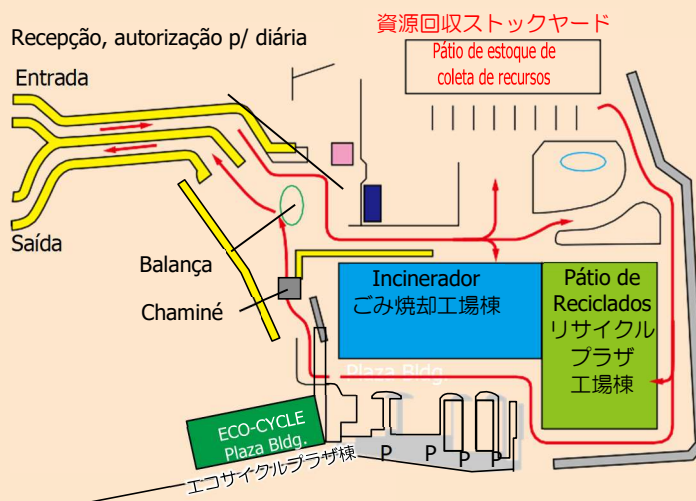 資源回収ストックヤード
Recepção, autorização p/ diária
Pátio de estoque de
coleta de recursos
Entrada
Saída
Balança
Chaminé
Incinerador
ごみ焼却工場棟
Pátio de
Reciclados
リサイクル
プラザ
工場棟
Plaza Bldg.
ECO-CYCLE
Plaza Bldg.
エコサイクルプラザ棟
P P P P